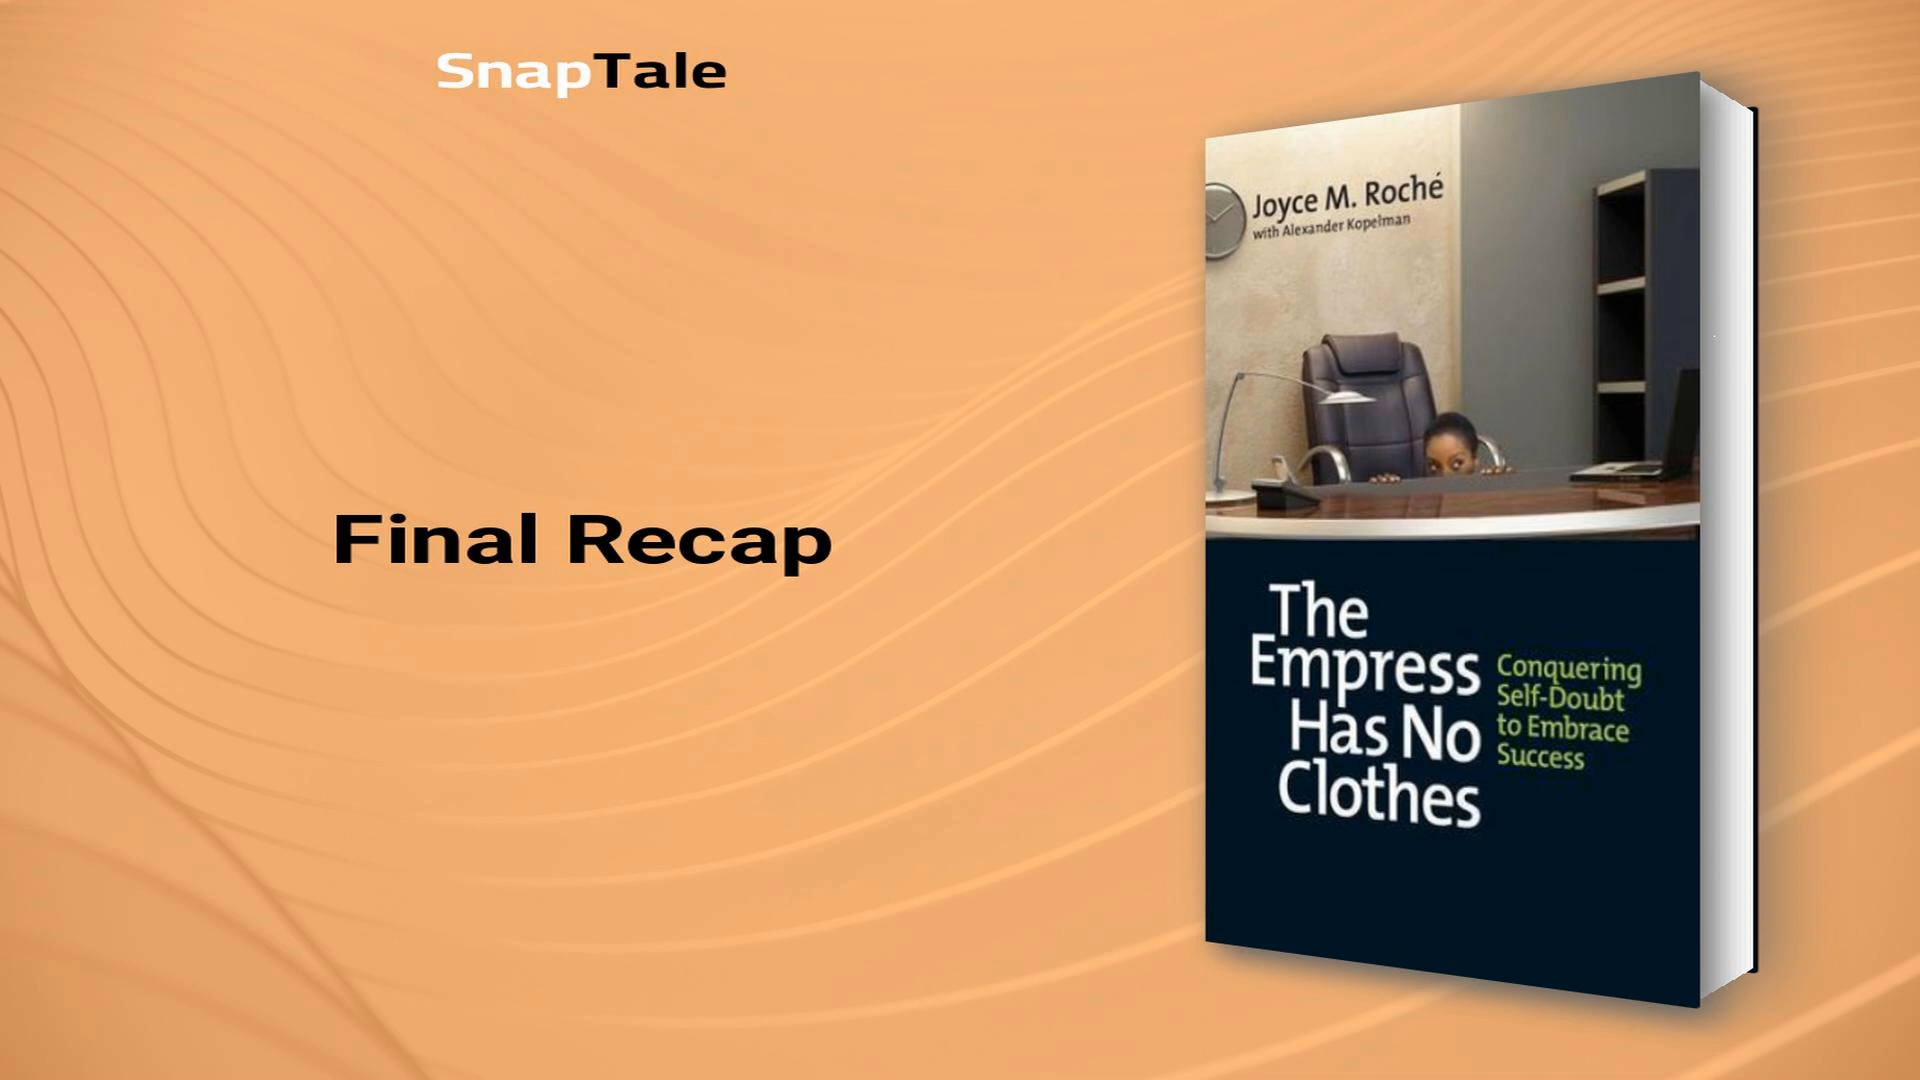 SnapTale
Final Recap
Joyce M. Roché
with Alexander Kopelman
The
Empress
Has No
Clothes
Conquering
Self-Doubt
to Embrace
Success